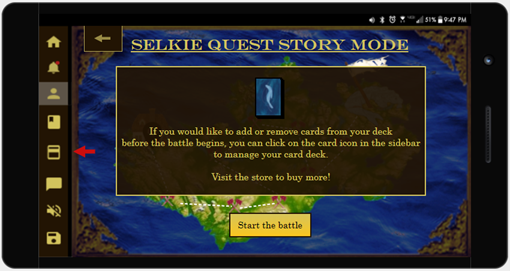 51% 9:47 PM
SELKIE QUEST STORY MODE
If you would like to add or remove cards from your deck
before the battle begins, you can click on the card icon in the sidebar
to manage your card deck.
Visit the store to buy more!
Start the battle